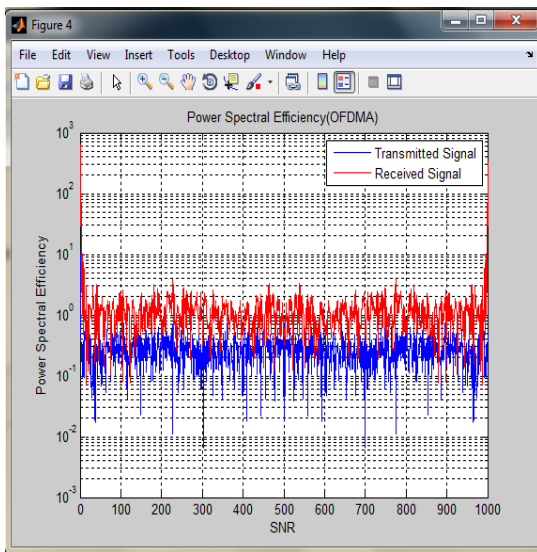 Figure 4
File Edit View Insert Tools Desktop Window Help
Power Spectral Efficiency(OFDMA)
Transmitted Signal
Received Signal
Power Spectral Efficiency
10^3
10^2
10^1
10^0
10^-1
10^-2
10^-3
0 100 200 300 400 500 600 700 800 900 1000
SNR